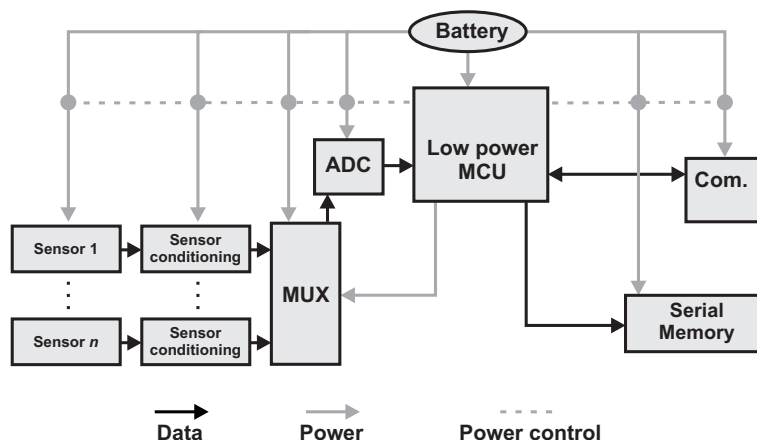 Battery
Low power
MCU
ADC
Com.
Sensor 1
Sensor
conditioning
MUX
Serial
Memory
Sensor n
Sensor
conditioning
Data
Power
Power control